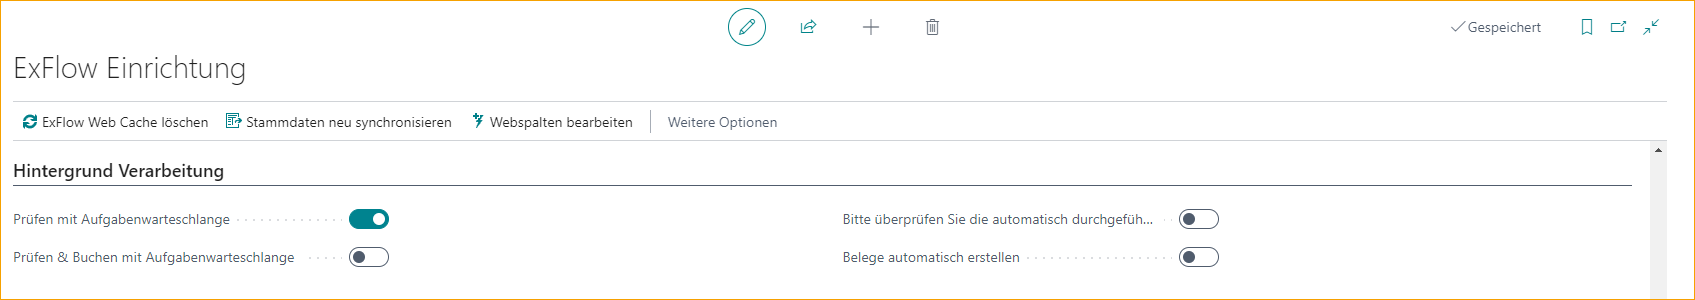 Gespeichert
ExFlow Einrichtung
ExFlow Web Cache löschen Stammdaten neu synchronisieren Webspalten bearbeiten Weitere Optionen
Hintergrund Verarbeitung
Prüfen mit Aufgabenwarteschlange Bitte überprüfen Sie die automatisch durchgefüh...
Prüfen & Buchen mit Aufgabenwarteschlange Belege automatisch erstellen